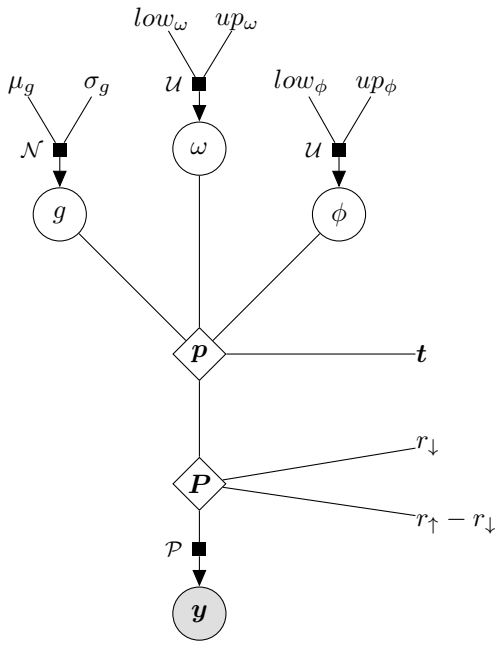 low_ω up_ω
𝒰
μ_g σ_g
low_ϕ up_ϕ
ω
𝒩
𝒰
g
ϕ
p
t
r_↓
P
r_↑ − r_↓
𝒫
y